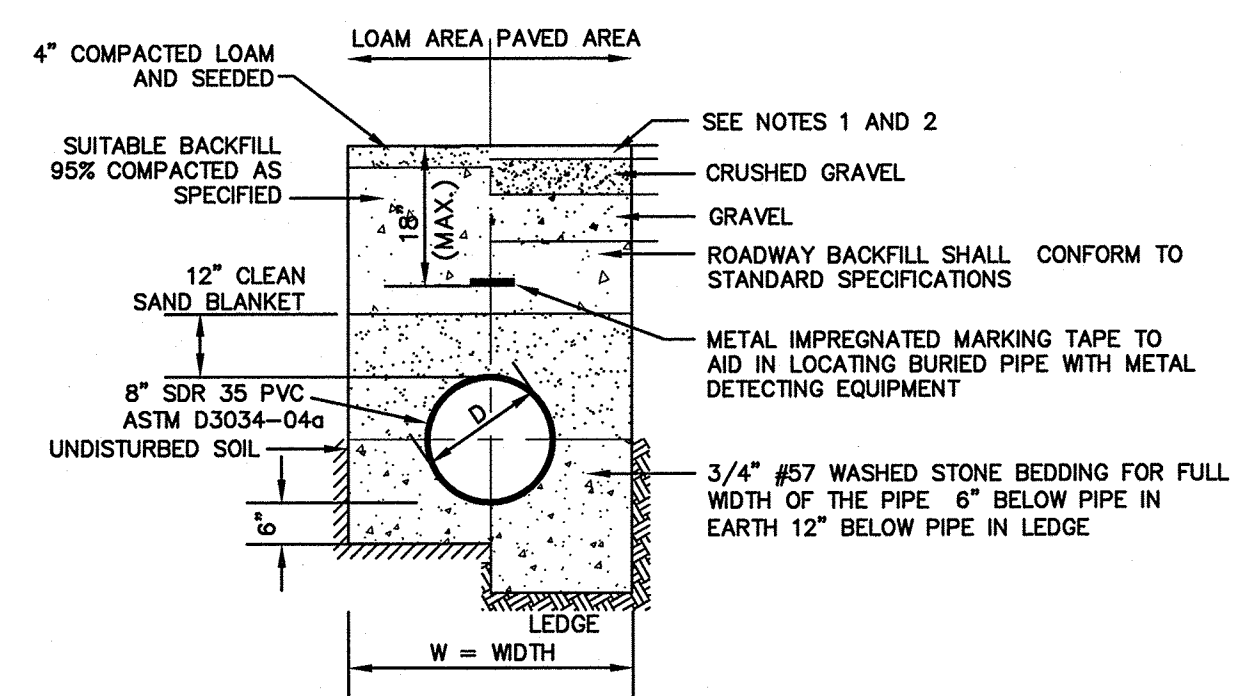 LOAM AREA PAVED AREA
4" COMPACTED LOAM
AND SEEDED
SUITABLE BACKFILL
95% COMPACTED AS
SPECIFIED
18"
(MAX.)
12" CLEAN
SAND BLANKET
8" SDR 35 PVC
ASTM D3034-04a
UNDISTURBED SOIL
6"
D
SEE NOTES 1 AND 2
CRUSHED GRAVEL
GRAVEL
ROADWAY BACKFILL SHALL CONFORM TO
STANDARD SPECIFICATIONS
METAL IMPREGNATED MARKING TAPE TO
AID IN LOCATING BURIED PIPE WITH METAL
DETECTING EQUIPMENT
3/4" #57 WASHED STONE BEDDING FOR FULL
WIDTH OF THE PIPE 6" BELOW PIPE IN
EARTH 12" BELOW PIPE IN LEDGE
LEDGE
W = WIDTH